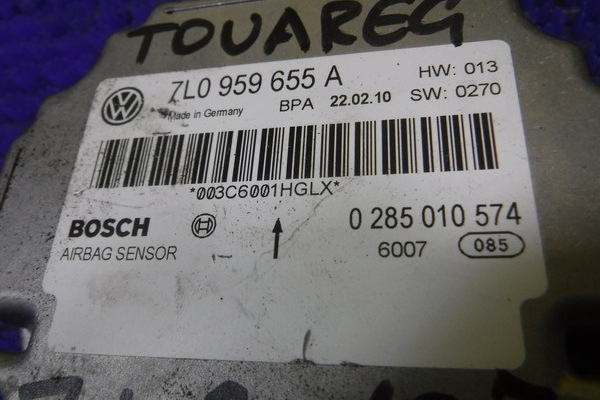 TOUAREG
7L0 959 655 A
HW: 013
Made in Germany
BPA 22.02.10 SW: 0270
*003C6001HGLX*
BOSCH 0 285 010 574
AIRBAG SENSOR 6007 085